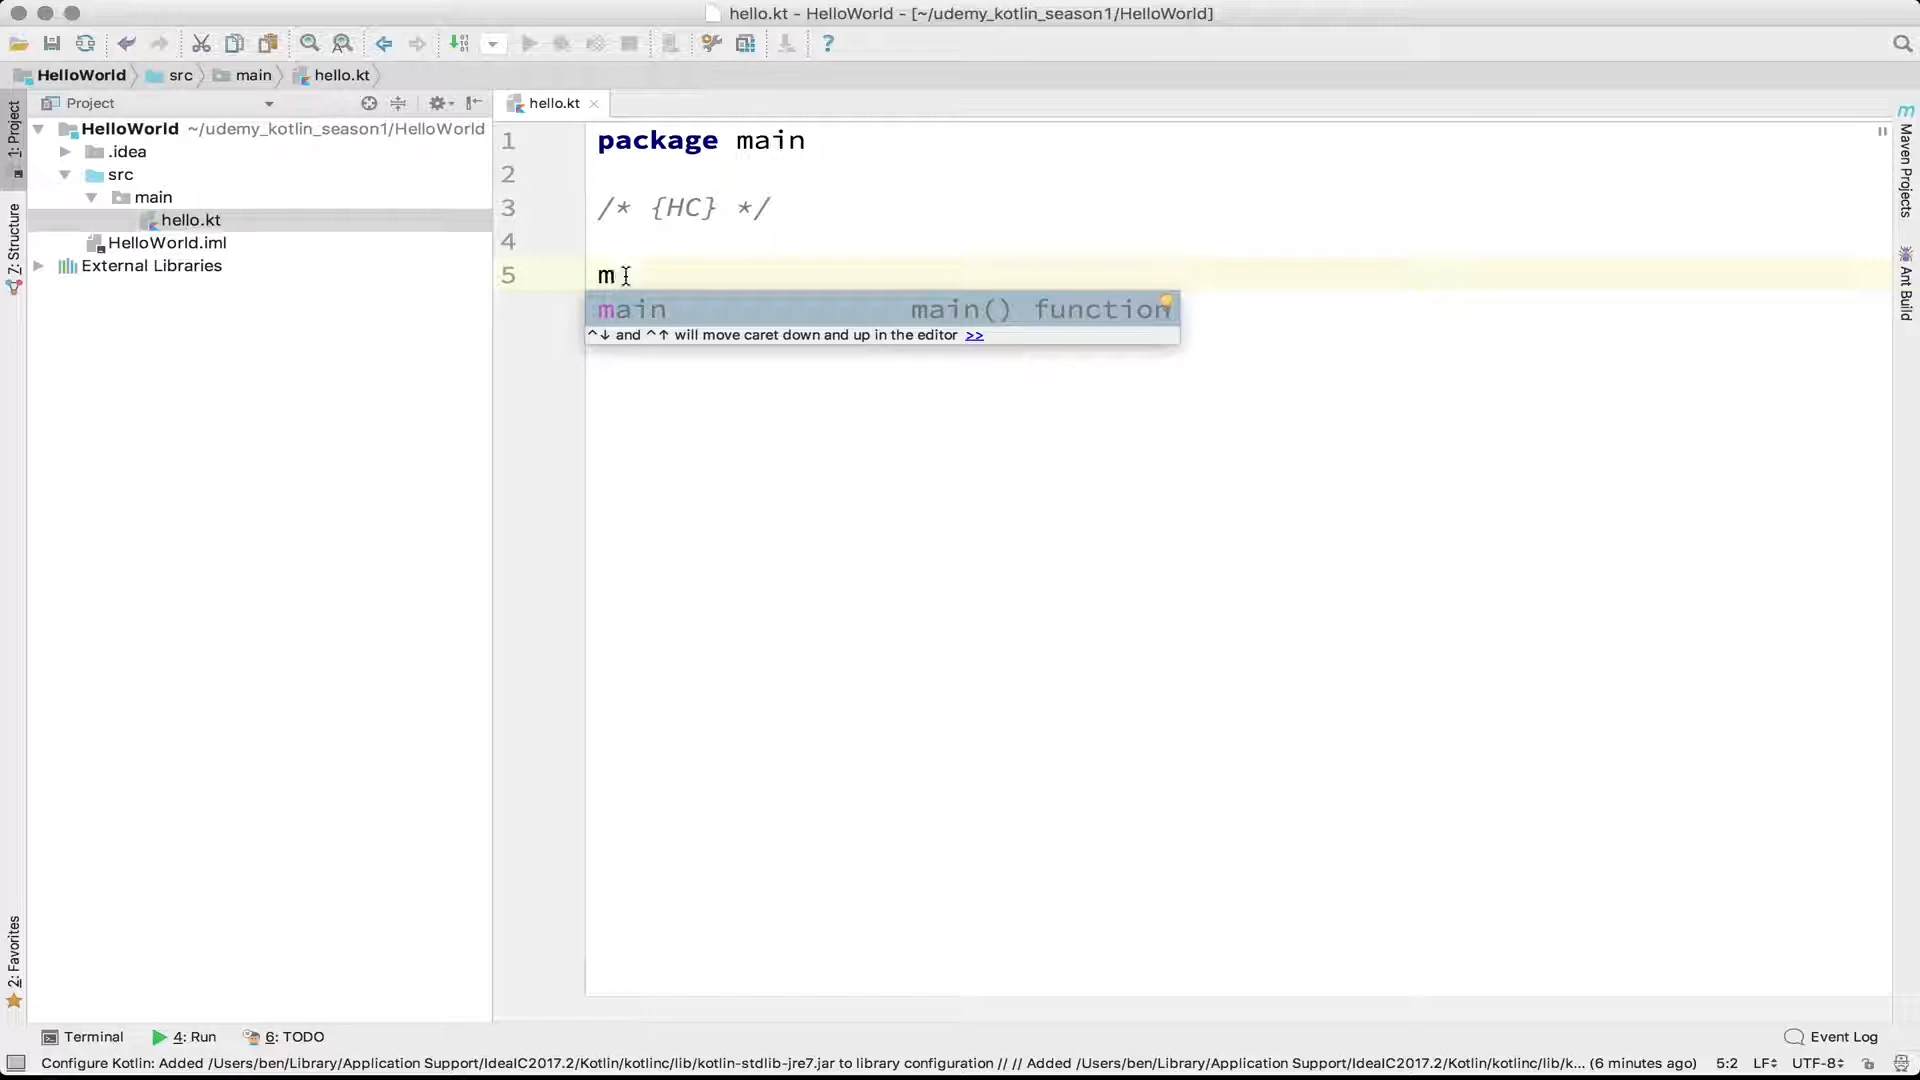 hello.kt - HelloWorld - [~/udemy_kotlin_season1/HelloWorld]
HelloWorld src main hello.kt
1: Project
Z: Structure
2: Favorites
Project
HelloWorld ~/udemy_kotlin_season1/HelloWorld
.idea
src
main
hello.kt
HelloWorld.iml
External Libraries
hello.kt
1 package main
2
3 /* {HC} */
4
5 m
main main() function
^↓ and ^↑ will move caret down and up in the editor >>
m
Maven Projects
Ant Build
Terminal 4: Run 6: TODO Event Log
Configure Kotlin: Added /Users/ben/Library/Application Support/IdeaIC2017.2/Kotlin/kotlinc/lib/kotlin-stdlib-jre7.jar to library configuration // // Added /Users/ben/Library/Application Support/IdeaIC2017.2/Kotlin/kotlinc/lib/k... (6 minutes ago) 5:2 LF÷ UTF-8÷